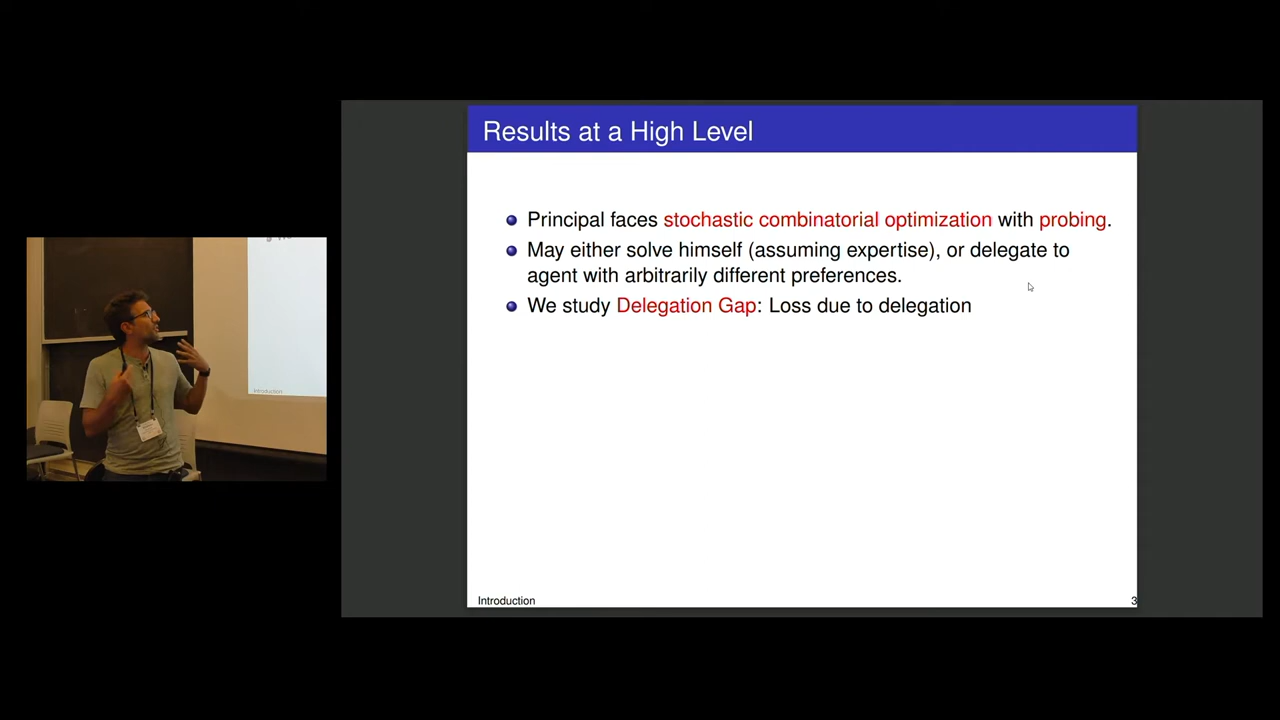 Results at a High Level
Principal faces stochastic combinatorial optimization with probing.
May either solve himself (assuming expertise), or delegate to
agent with arbitrarily different preferences.
We study Delegation Gap: Loss due to delegation
Introduction
3
Introduction